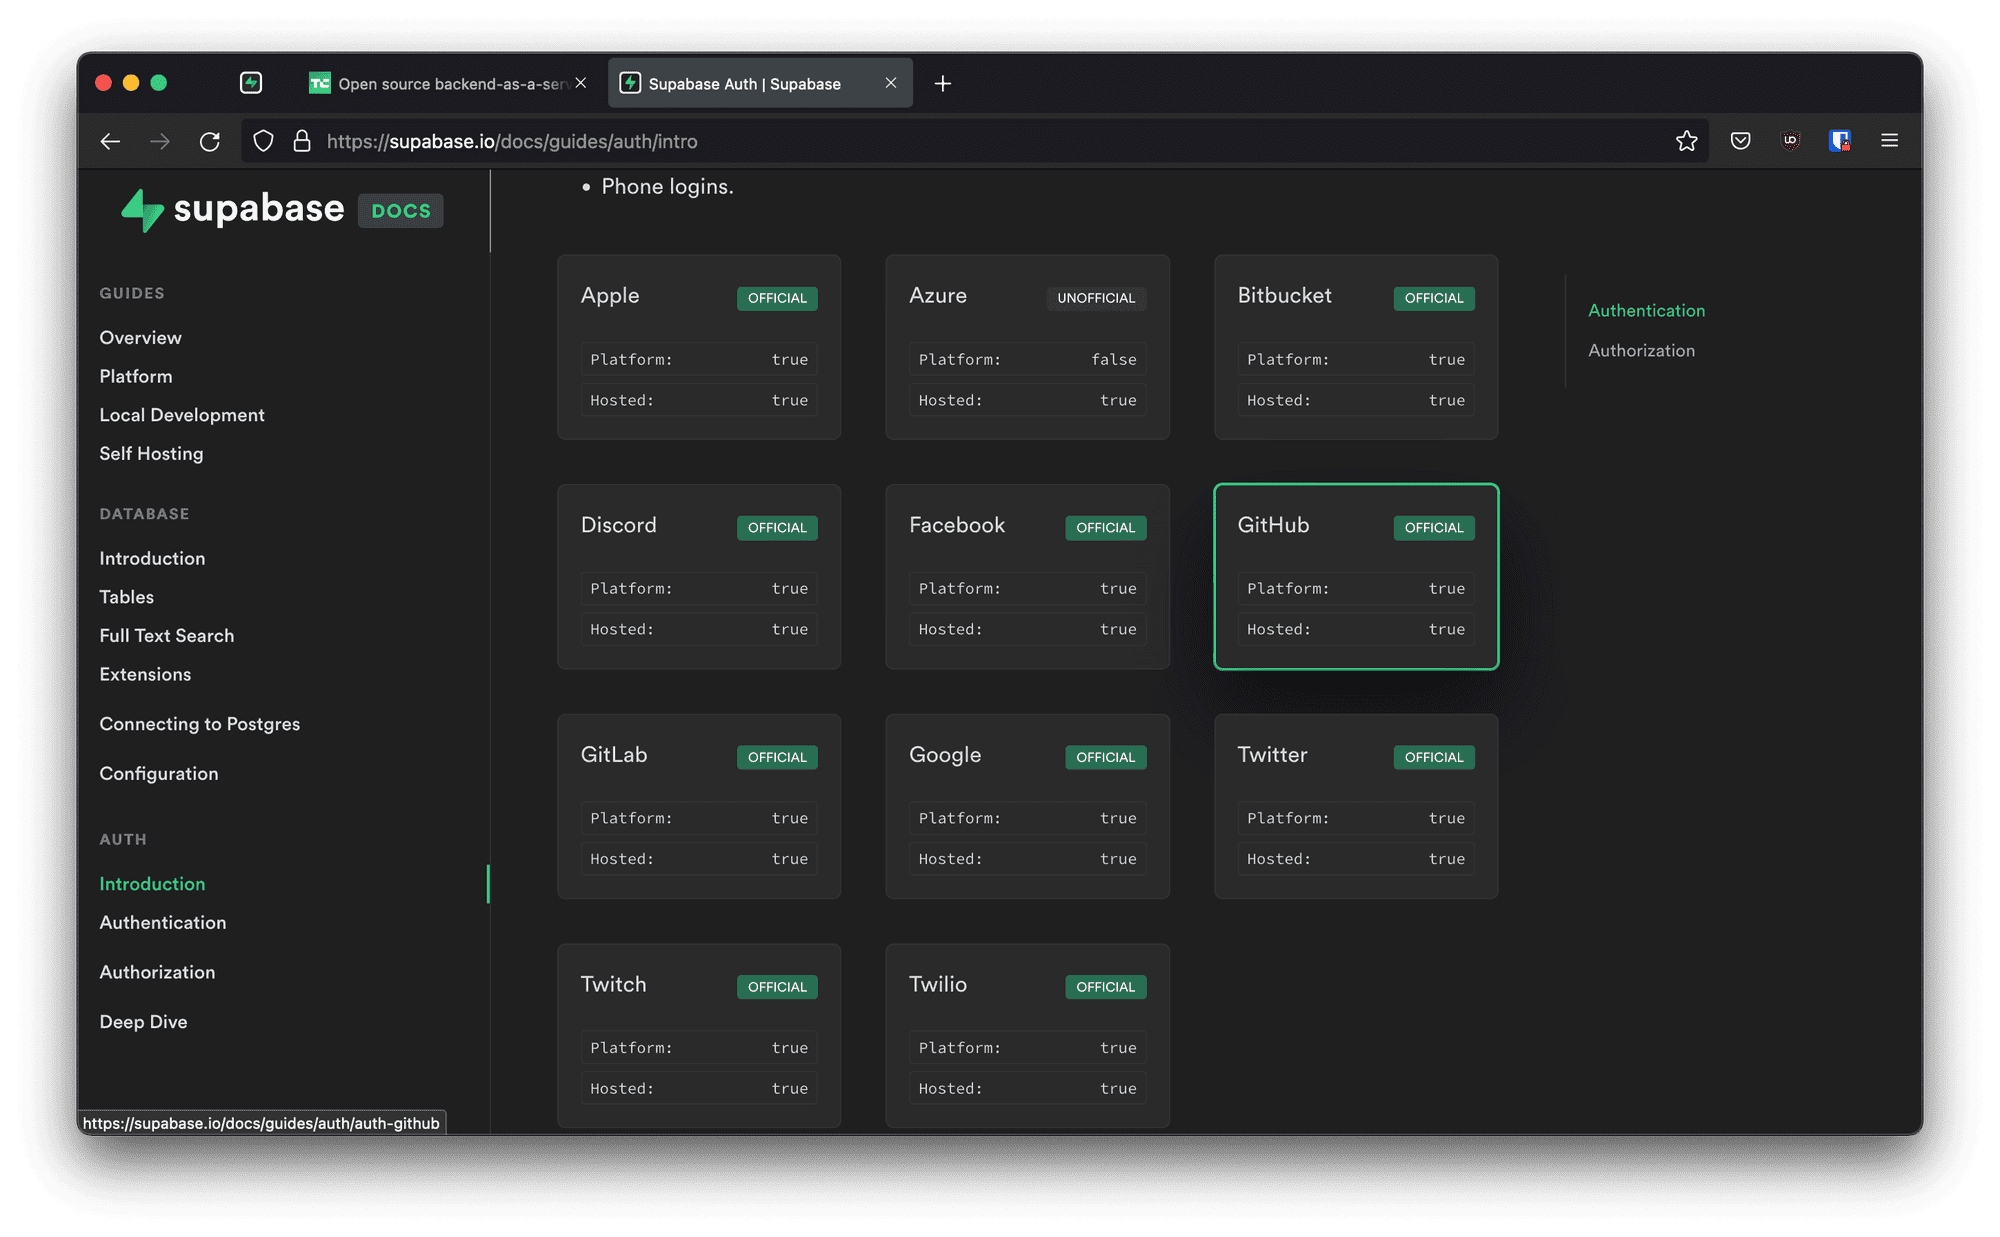 Open source backend-as-a-serv
Supabase Auth | Supabase
https://supabase.io/docs/guides/auth/intro
supabase DOCS
GUIDES
Overview
Platform
Local Development
Self Hosting
DATABASE
Introduction
Tables
Full Text Search
Extensions
Connecting to Postgres
Configuration
AUTH
Introduction
Authentication
Authorization
Deep Dive
https://supabase.io/docs/guides/auth/auth-github
• Phone logins.
Apple OFFICIAL
Platform: true
Hosted: true
Azure UNOFFICIAL
Platform: false
Hosted: true
Bitbucket OFFICIAL
Platform: true
Hosted: true
Discord OFFICIAL
Platform: true
Hosted: true
Facebook OFFICIAL
Platform: true
Hosted: true
GitHub OFFICIAL
Platform: true
Hosted: true
GitLab OFFICIAL
Platform: true
Hosted: true
Google OFFICIAL
Platform: true
Hosted: true
Twitter OFFICIAL
Platform: true
Hosted: true
Twitch OFFICIAL
Platform: true
Hosted: true
Twilio OFFICIAL
Platform: true
Hosted: true
Authentication
Authorization